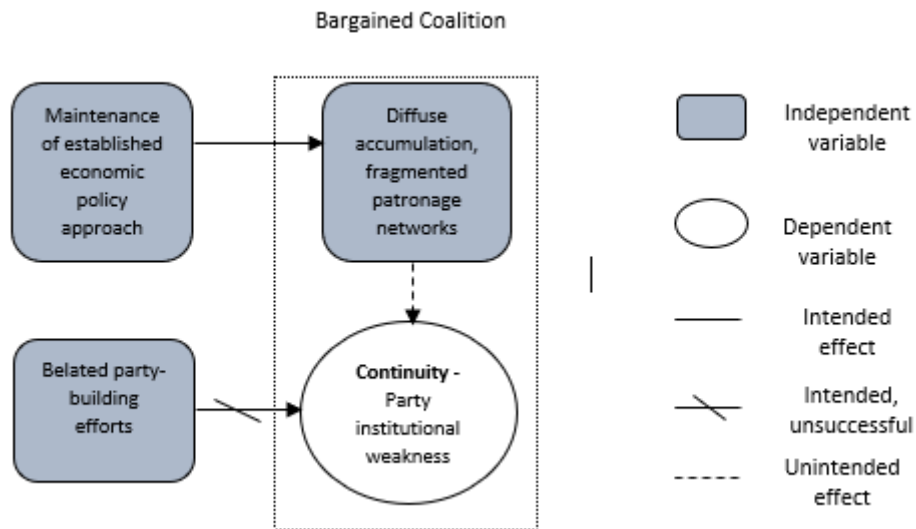 Bargained Coalition
Maintenance
of established
economic
policy
approach
Diffuse
accumulation,
fragmented
patronage
networks
Belated party-
building
efforts
Continuity -
Party
institutional
weakness
Independent
variable
Dependent
variable
Intended
effect
Intended,
unsuccessful
Unintended
effect